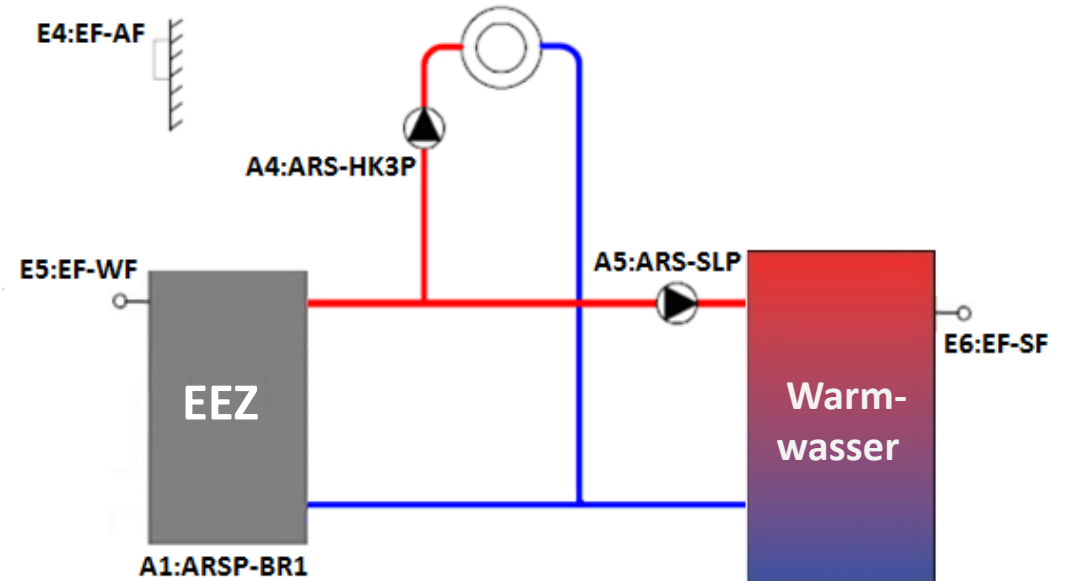 E4:EF-AF
A4:ARS-HK3P
E5:EF-WF
A5:ARS-SLP
E6:EF-SF
EEZ
Warm-
wasser
A1:ARSP-BR1